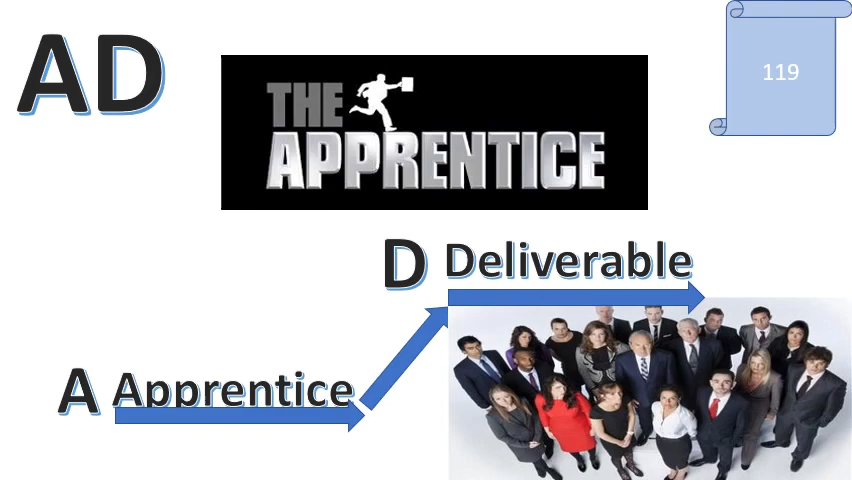 AD
119
THE
APPRENTICE
D Deliverable
A Apprentice